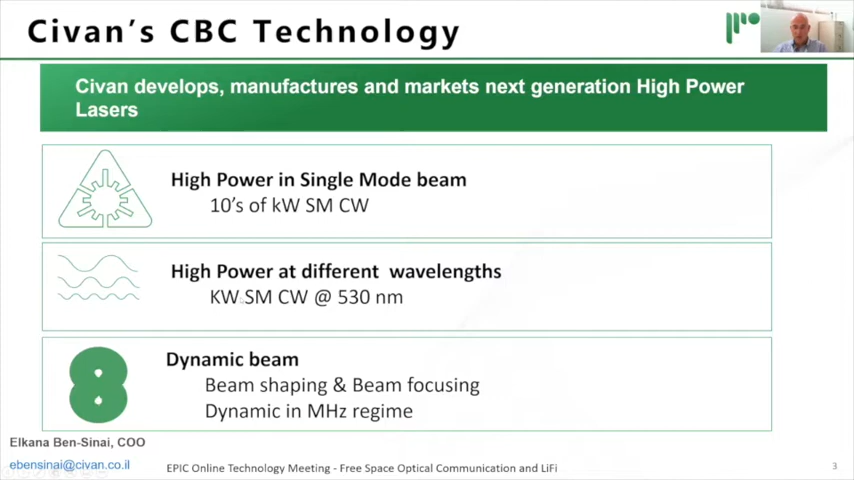 Civan's CBC Technology
Civan develops, manufactures and markets next generation High Power
Lasers
High Power in Single Mode beam
10's of kW SM CW
High Power at different wavelengths
KW SM CW @ 530 nm
8
Dynamic beam
Beam shaping & Beam focusing
Dynamic in MHz regime
Elkana Ben-Sinai, COO
ebensinai@civan.co.il
EPIC Online Technology Meeting - Free Space Optical Communication and LiFi
3